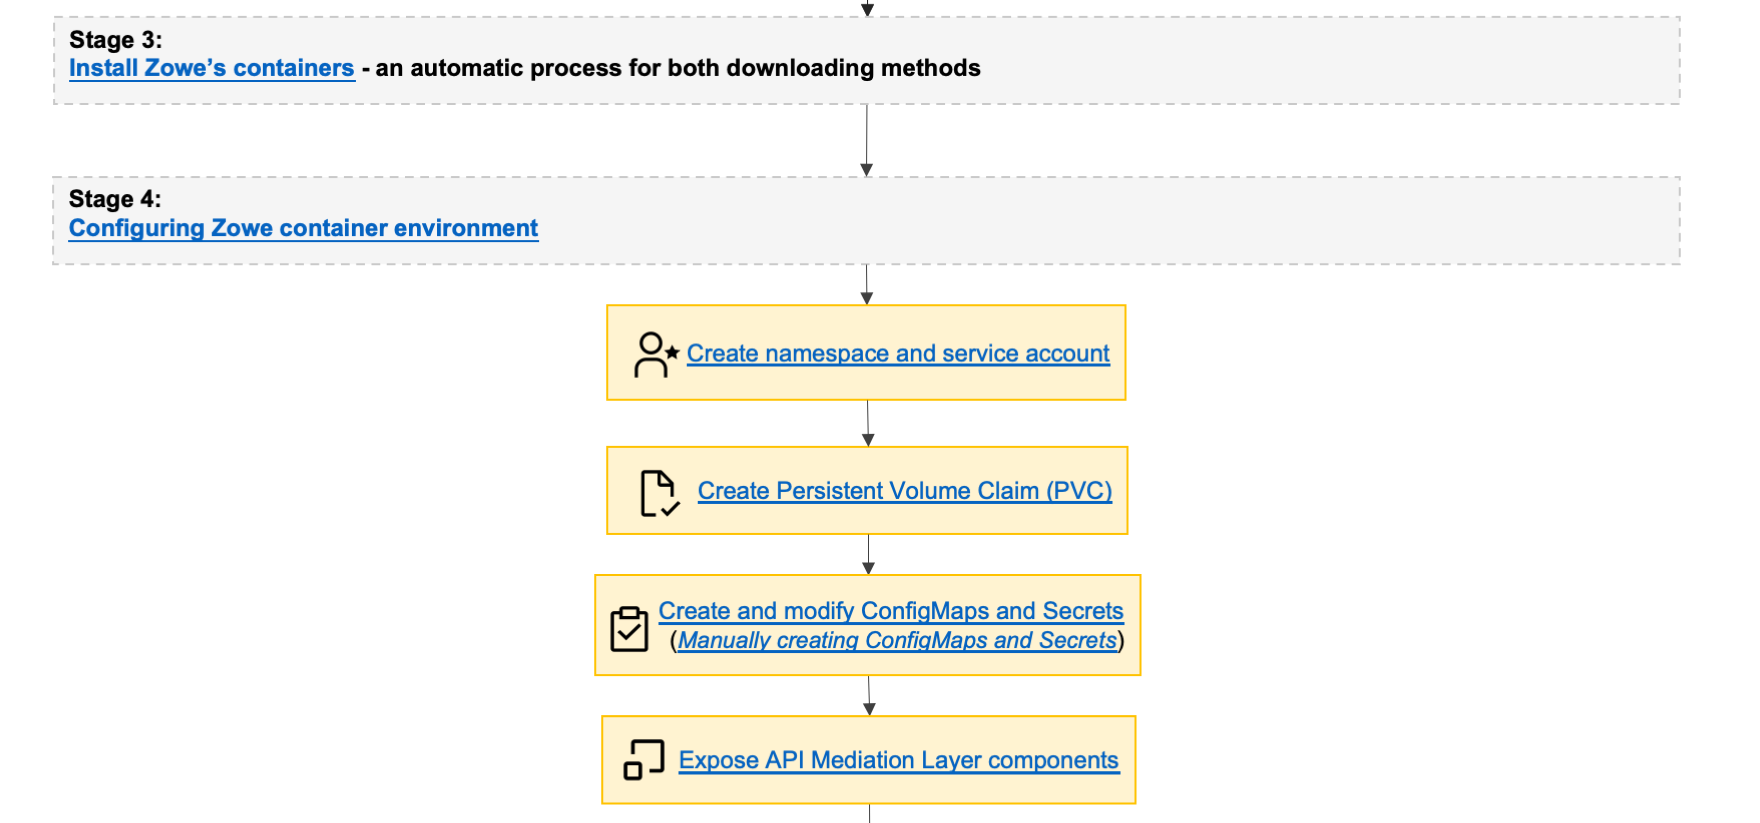 Stage 3:
Install Zowe’s containers - an automatic process for both downloading methods
Stage 4:
Configuring Zowe container environment
Create namespace and service account
Create Persistent Volume Claim (PVC)
Create and modify ConfigMaps and Secrets
(Manually creating ConfigMaps and Secrets)
Expose API Mediation Layer components